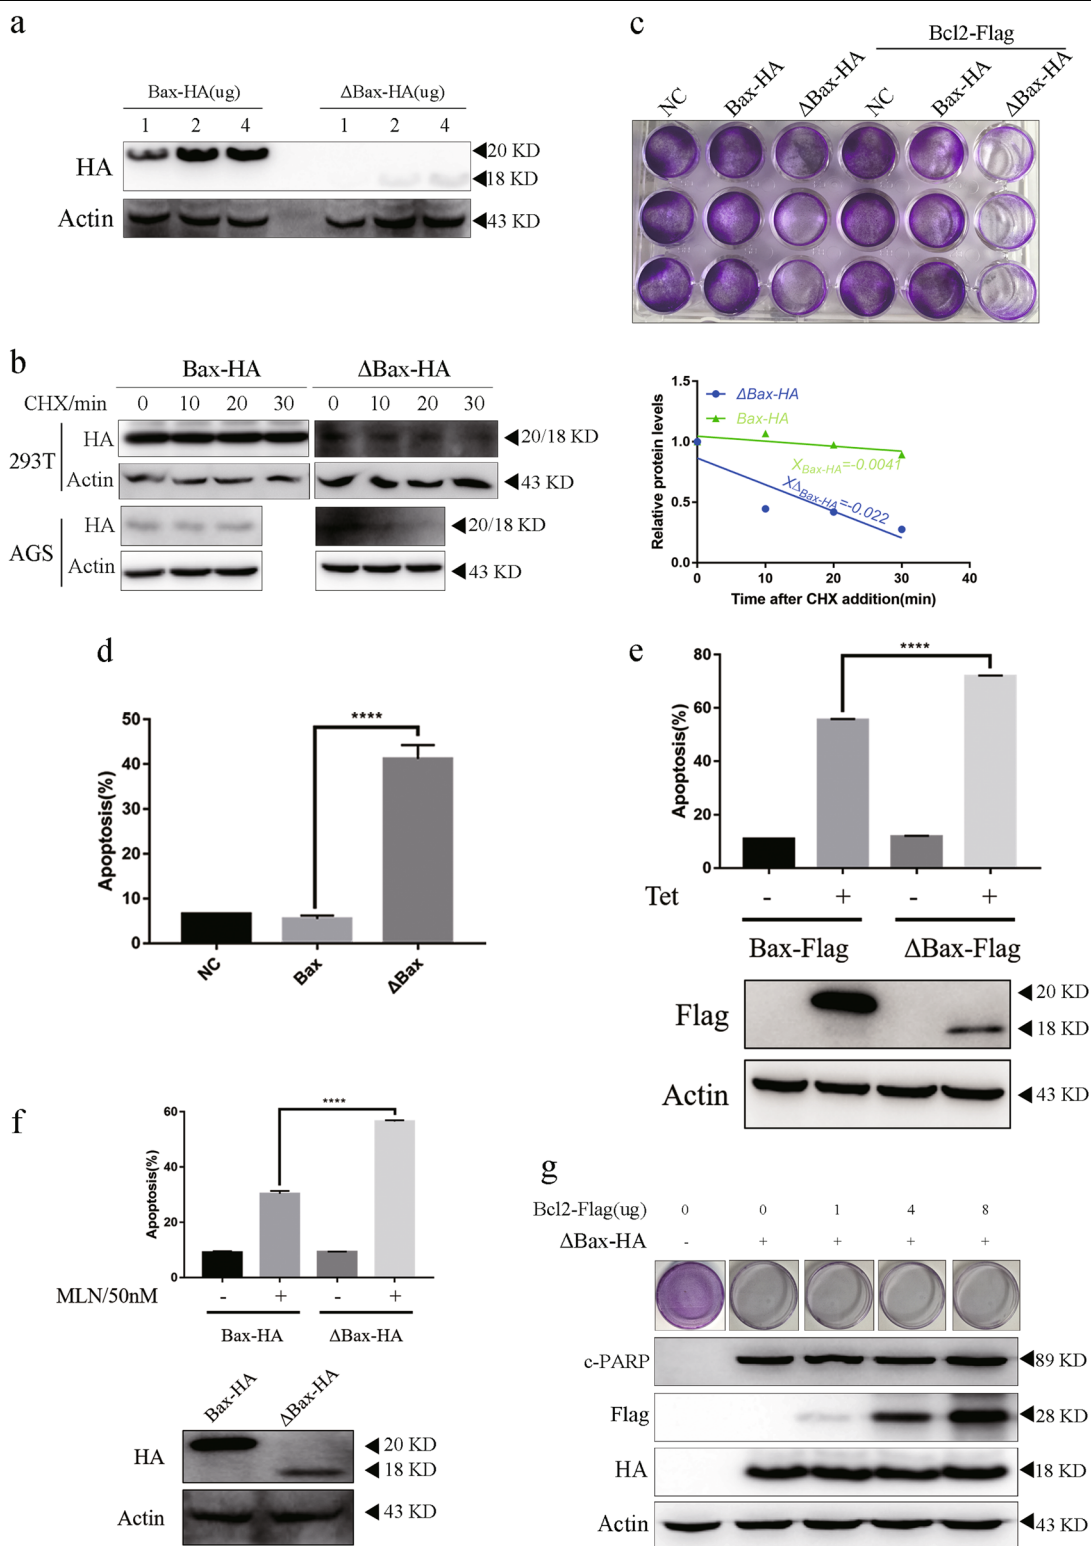 a
Bax-HA(ug)
ΔBax-HA(ug)
1 2 4 1 2 4
HA
20 KD
18 KD
Actin
43 KD
b
Bax-HA
ΔBax-HA
CHX/min 0 10 20 30 0 10 20 30
293T
HA
20/18 KD
Actin
43 KD
AGS
HA
20/18 KD
Actin
43 KD
c
Bcl2-Flag
NC
Bax-HA
ΔBax-HA
NC
Bax-HA
ΔBax-HA
Relative protein levels
1.5
1.0
0.5
0.0
ΔBax-HA
Bax-HA
XBax-HA=-0.0041
XΔBax-HA=-0.022
0 10 20 30 40
Time after CHX addition(min)
d
Apoptosis(%)
50
40
30
20
10
0
****
NC
Bax
ΔBax
e
Apoptosis(%)
80
60
40
20
0
****
Tet - + - +
Bax-Flag
ΔBax-Flag
Flag
20 KD
18 KD
Actin
43 KD
f
Apoptosis(%)
60
40
20
0
****
MLN/50nM - + - +
Bax-HA
ΔBax-HA
Bax-HA
ΔBax-HA
HA
20 KD
18 KD
Actin
43 KD
g
Bcl2-Flag(ug) 0 0 1 4 8
ΔBax-HA - + + + +
c-PARP
89 KD
Flag
28 KD
HA
18 KD
Actin
43 KD